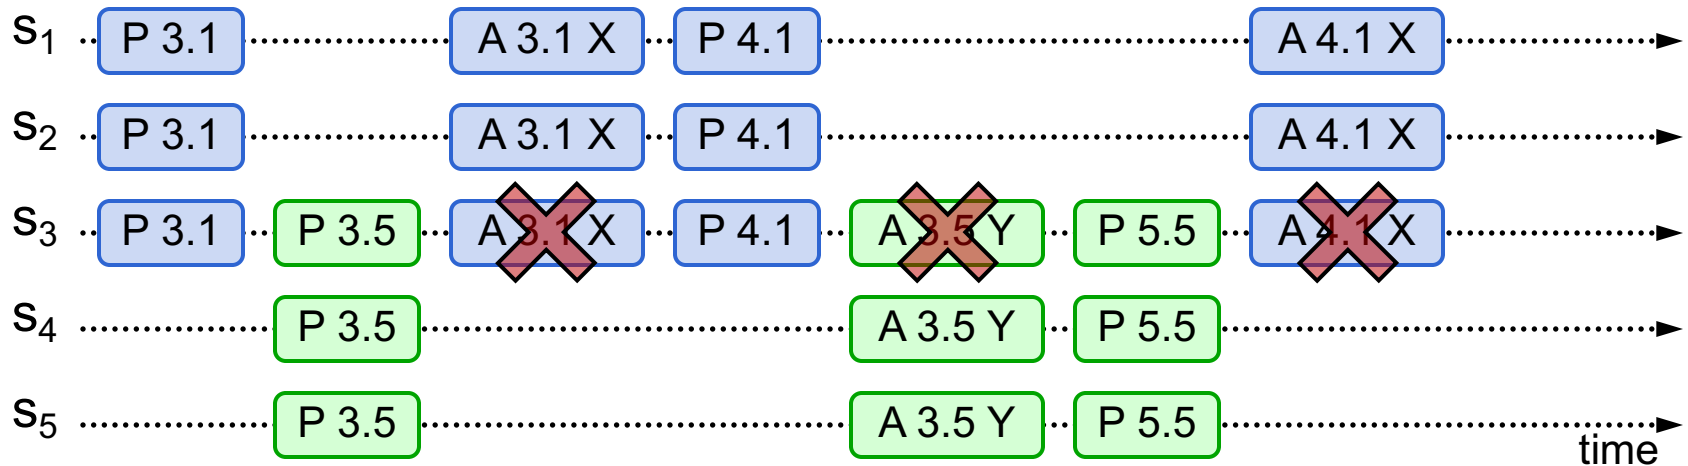 s1 P 3.1 A 3.1 X P 4.1 A 4.1 X
s2 P 3.1 A 3.1 X P 4.1 A 4.1 X
s3 P 3.1 P 3.5 A 3.1 X P 4.1 A 3.5 Y P 5.5 A 4.1 X
s4 P 3.5 A 3.5 Y P 5.5
s5 P 3.5 A 3.5 Y P 5.5
time